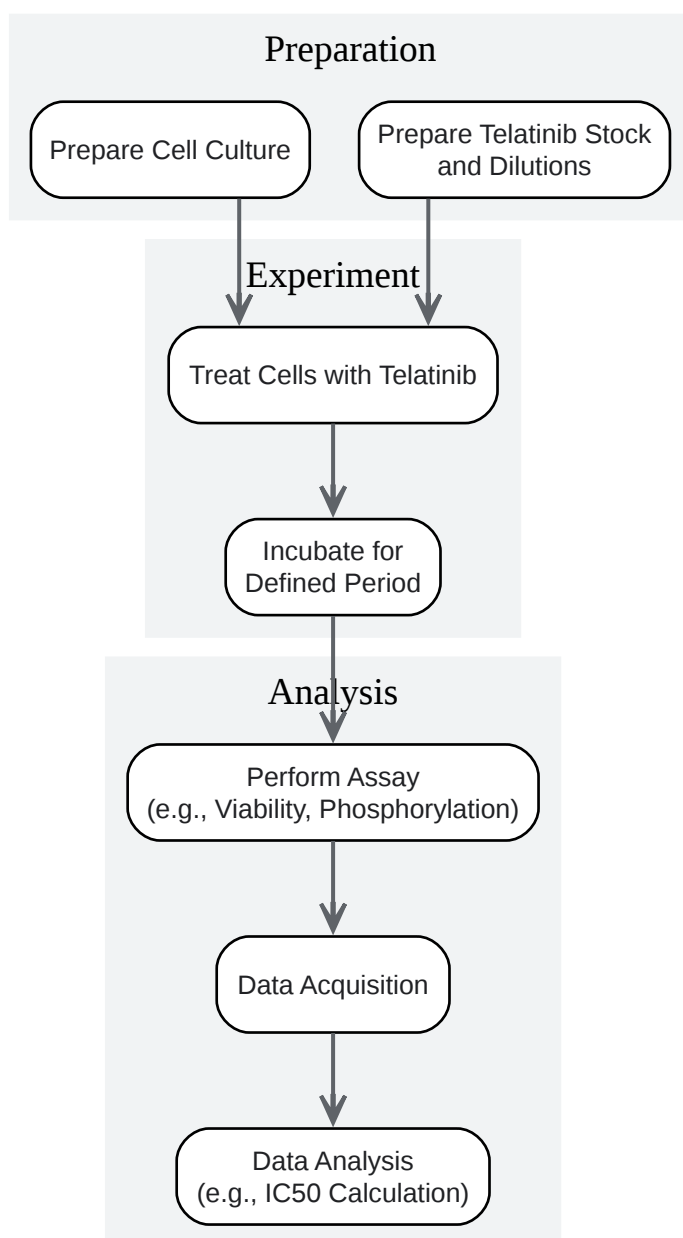 Preparation
Prepare Cell Culture
Prepare Telatinib Stock
and Dilutions
Experiment
Treat Cells with Telatinib
Incubate for
Defined Period
Analysis
Perform Assay
(e.g., Viability, Phosphorylation)
Data Acquisition
Data Analysis
(e.g., IC50 Calculation)